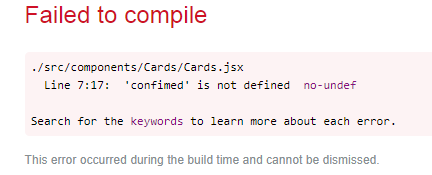 Failed to compile
./src/components/Cards/Cards.jsx
Line 7:17:  'confimed' is not defined  no-undef
Search for the keywords to learn more about each error.
This error occurred during the build time and cannot be dismissed.